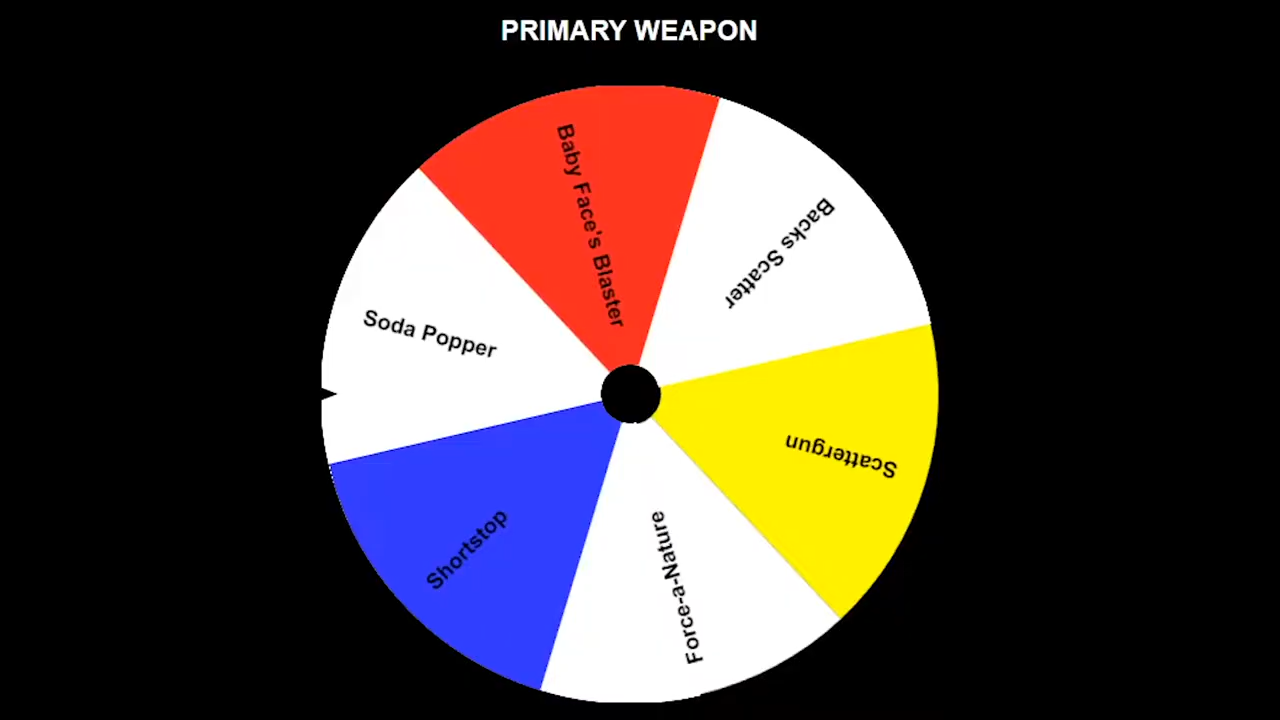 PRIMARY WEAPON
Baby Face's Blaster
Backs Scatter
Soda Popper
Scattergun
Shortstop
Force-a-Nature